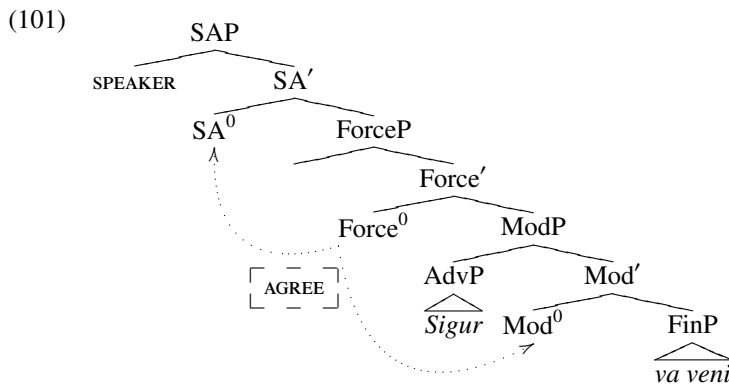 (101)
SAP
SPEAKER SA′
SA⁰ ForceP
Force′
Force⁰ ModP
AGREE AdvP Mod′
Sigur Mod⁰ FinP
va veni